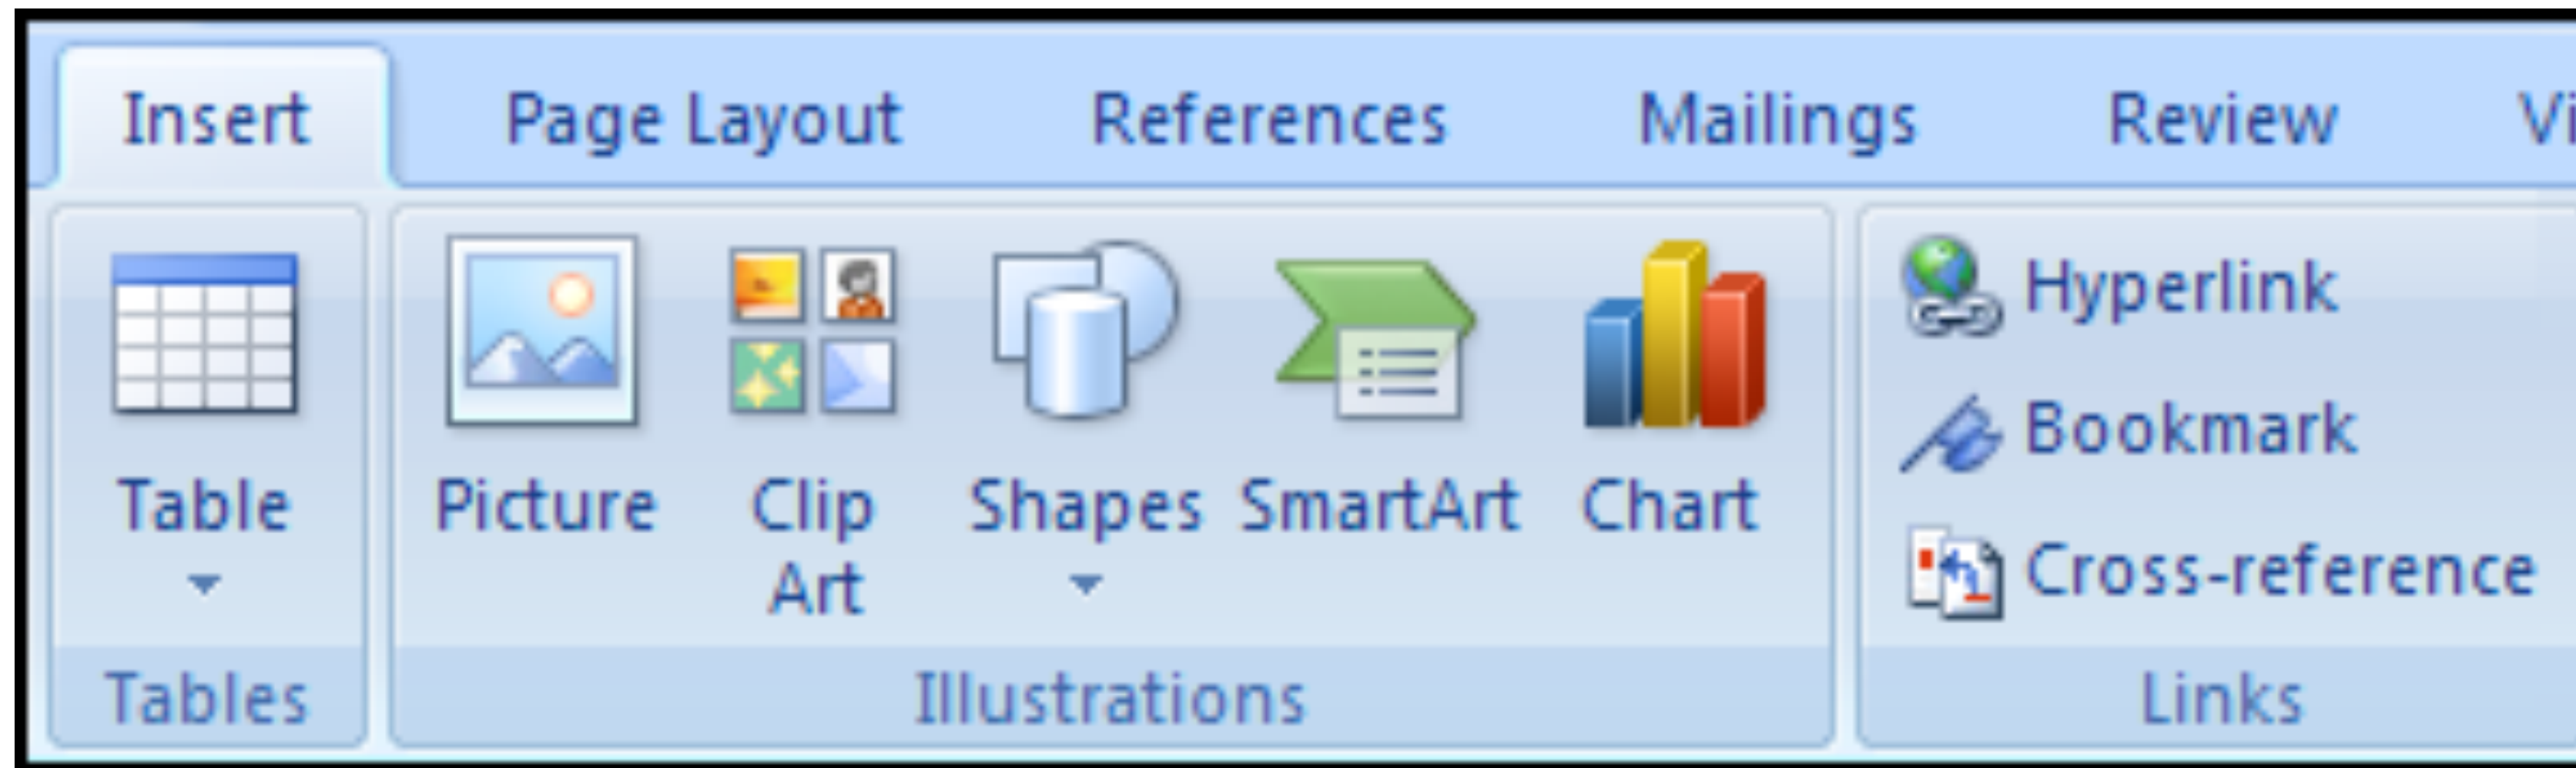 Insert Page Layout References Mailings Review
Table
Picture
Clip
Art
Shapes
SmartArt
Chart
Hyperlink
Bookmark
Cross-reference
Tables
Illustrations
Links